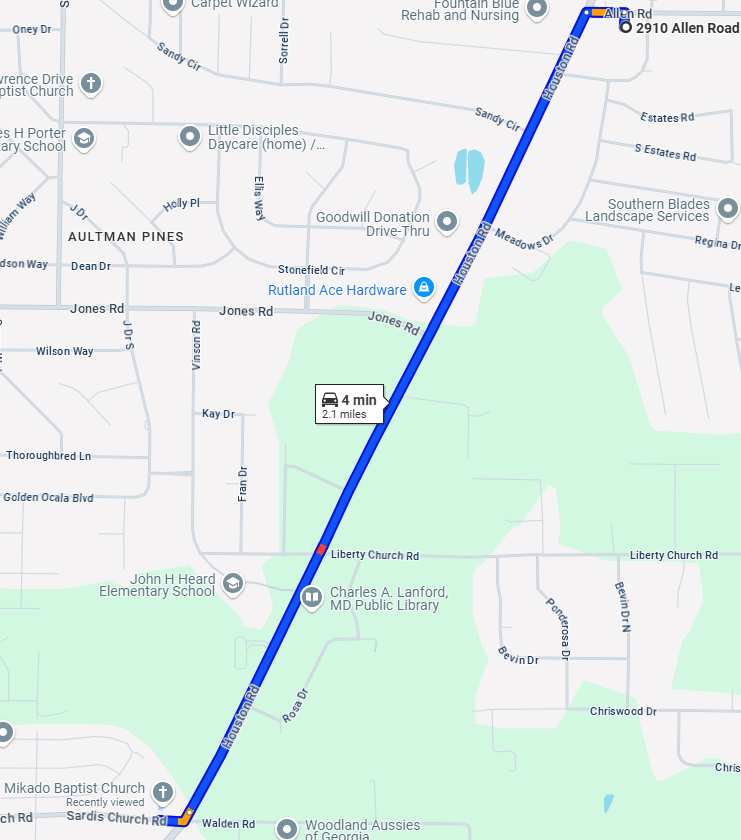 Carpet Wizard
Fountain Blue
Rehab and Nursing
Allen Rd
2910 Allen Road
Oney Dr
Sorrell Dr
Sandy Cir
Houston Rd
wrence Drive
ptist Church
Sandy Cir
Estates Rd
Little Disciples
Daycare (home) /...
es H Porter
tary School
S Estates Rd
Ellis Way
Holly Pl
William Way
J Dr
Southern Blades
Landscape Services
Goodwill Donation
Drive-Thru
AULTMAN PINES
Meadows Dr
Regina Dr
Houston Rd
dson Way
Dean Dr
Stonefield Cir
Rutland Ace Hardware
Le
Jones Rd
Jones Rd
Jones Rd
J Dr S
Vinson Rd
Wilson Way
4 min
2.1 miles
Kay Dr
Thoroughbred Ln
Fran Dr
Golden Ocala Blvd
Liberty Church Rd
Liberty Church Rd
John H Heard
Elementary School
Charles A. Lanford,
MD Public Library
Ponderosa Dr
Bevin Dr N
Bevin Dr
Houston Rd
Rosa Dr
Chriswood Dr
Chris
Mikado Baptist Church
Recently viewed
rch Rd
Sardis Church Rd
Walden Rd
Woodland Aussies
of Georgia